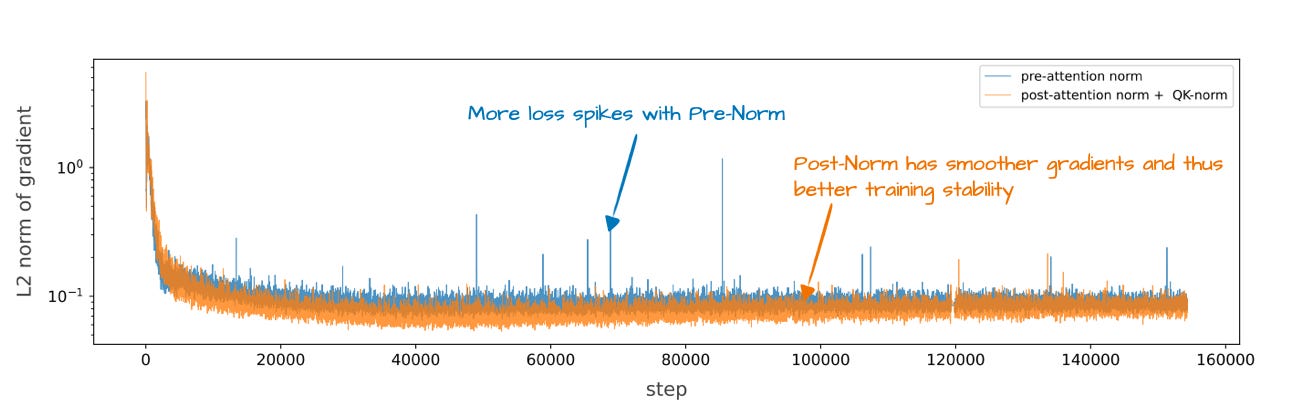 pre-attention norm
post-attention norm + QK-norm
More loss spikes with Pre-Norm
Post-Norm has smoother gradients and thus
better training stability
L2 norm of gradient
10⁰
10⁻¹
0 20000 40000 60000 80000 100000 120000 140000 160000
step